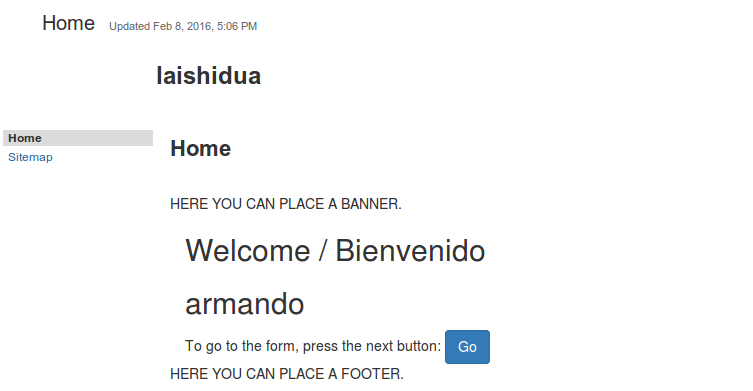 Home Updated Feb 8, 2016, 5:06 PM
laishidua
Home
Sitemap
Home
HERE YOU CAN PLACE A BANNER.
Welcome / Bienvenido
armando
To go to the form, press the next button: Go
HERE YOU CAN PLACE A FOOTER.